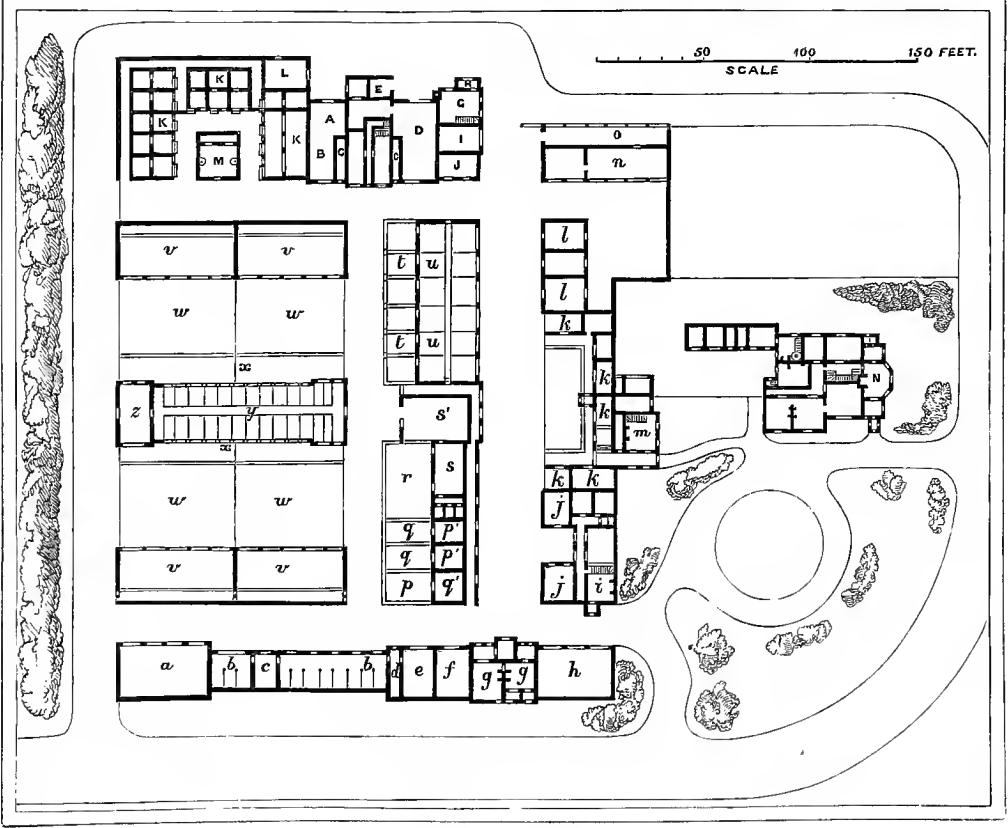 50 100 150 FEET.
SCALE
L
K
E
H
A
G
K
K
D
O
M
B
C
C
I
J
n
v v
t u
l
w w
l
k
t u
x
k
N
z y
s'
k
m
x
r
s
k k
w w
j
q p'
v v
q p'
p q'
j i
a b c b d e f g g h